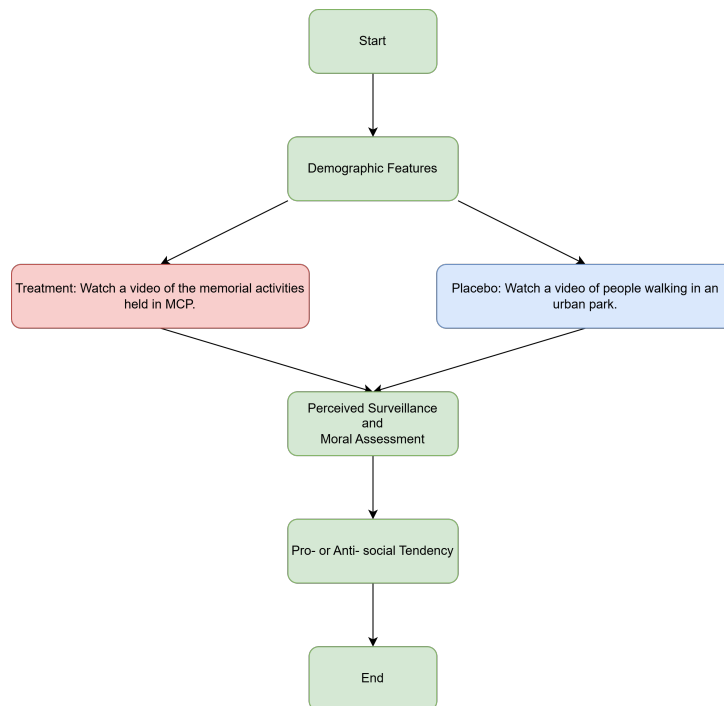 Start
Demographic Features
Treatment: Watch a video of the memorial activities
held in MCP.
Placebo: Watch a video of people walking in an
urban park.
Perceived Surveillance
and
Moral Assessment
Pro- or Anti- social Tendency
End